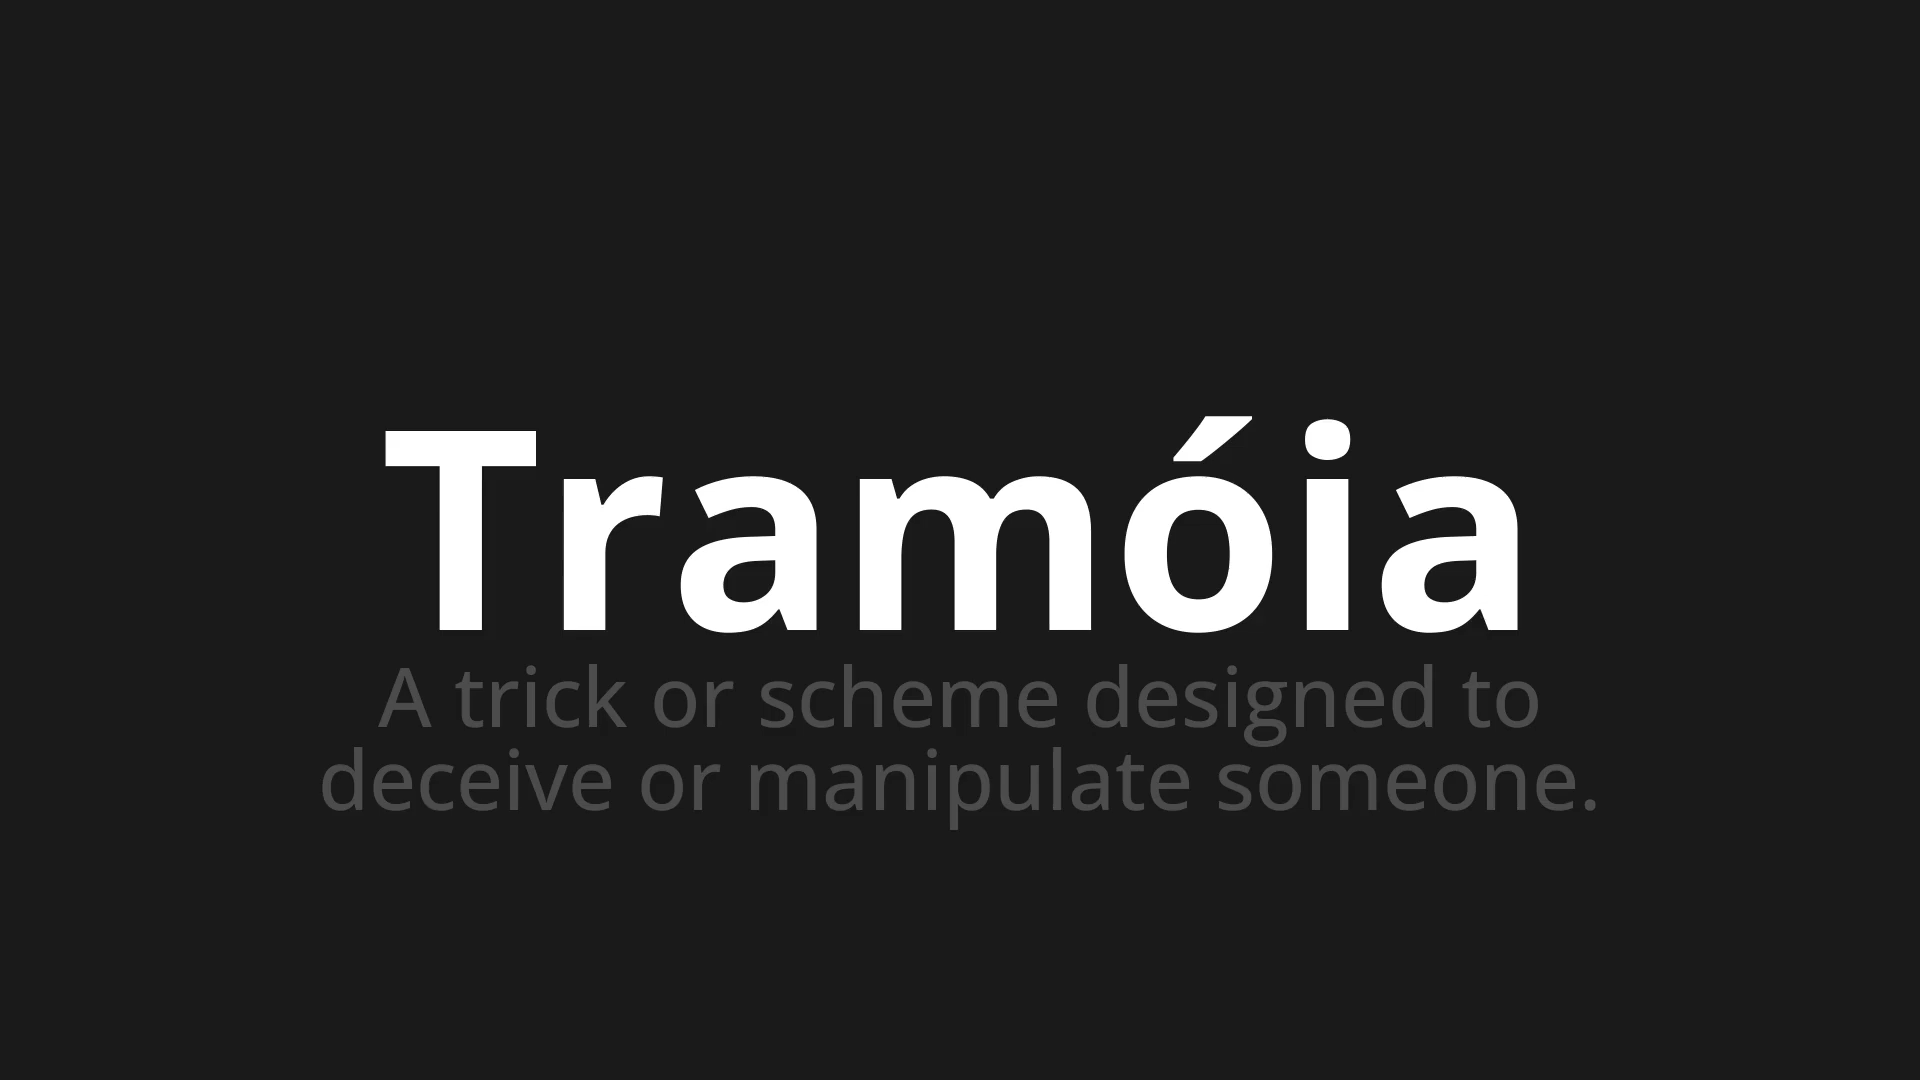 Tramóia
A trick or scheme designed to
deceive or manipulate someone.